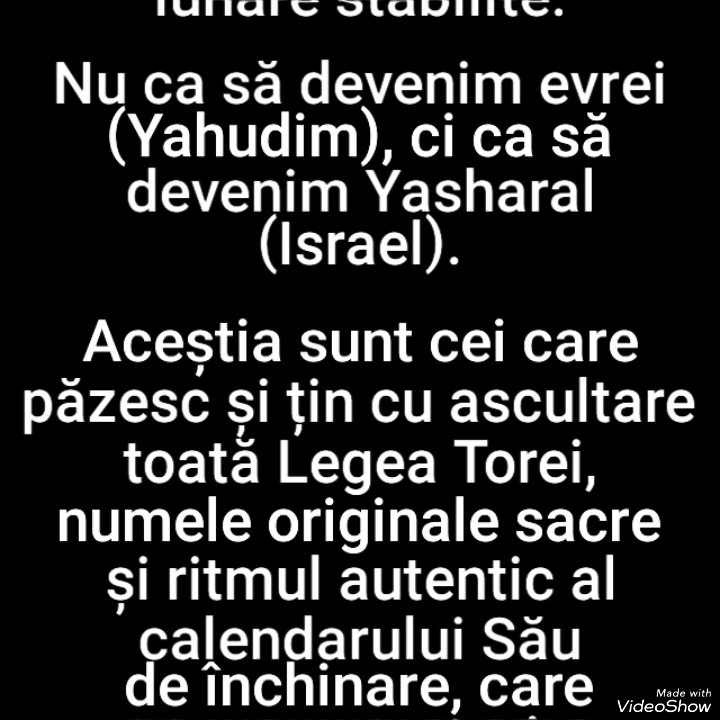 lunare stabilite.
Nu ca să devenim evrei
(Yahudim), ci ca să
devenim Yasharal
(Israel).
Aceștia sunt cei care
păzesc și țin cu ascultare
toată Legea Torei,
numele originale sacre
și ritmul autentic al
calendarului Său
de închinare, care
Made with
VideoShow